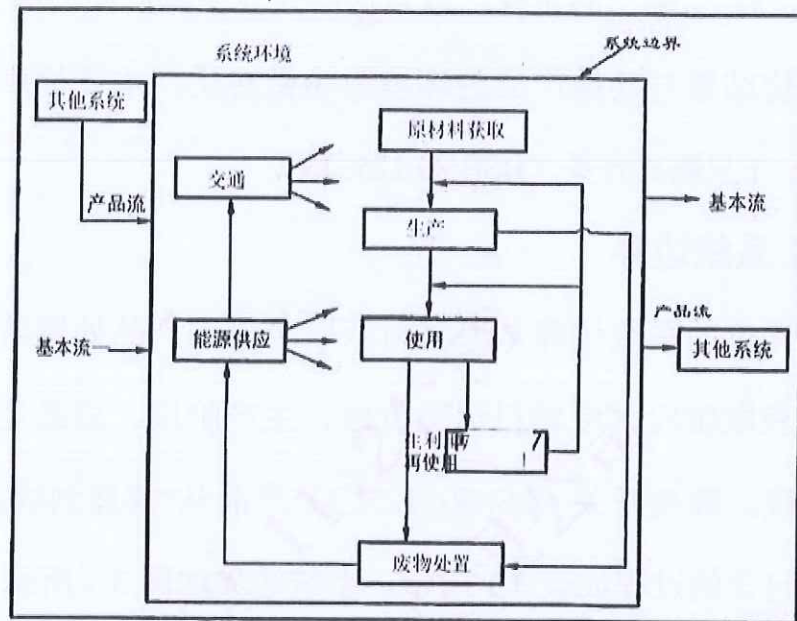 系统环境
系统边界
其他系统
原材料获取
交通
产品流
基本流
生产
产品流
基本流
能源供应
使用
其他系统
再使用
废物处置